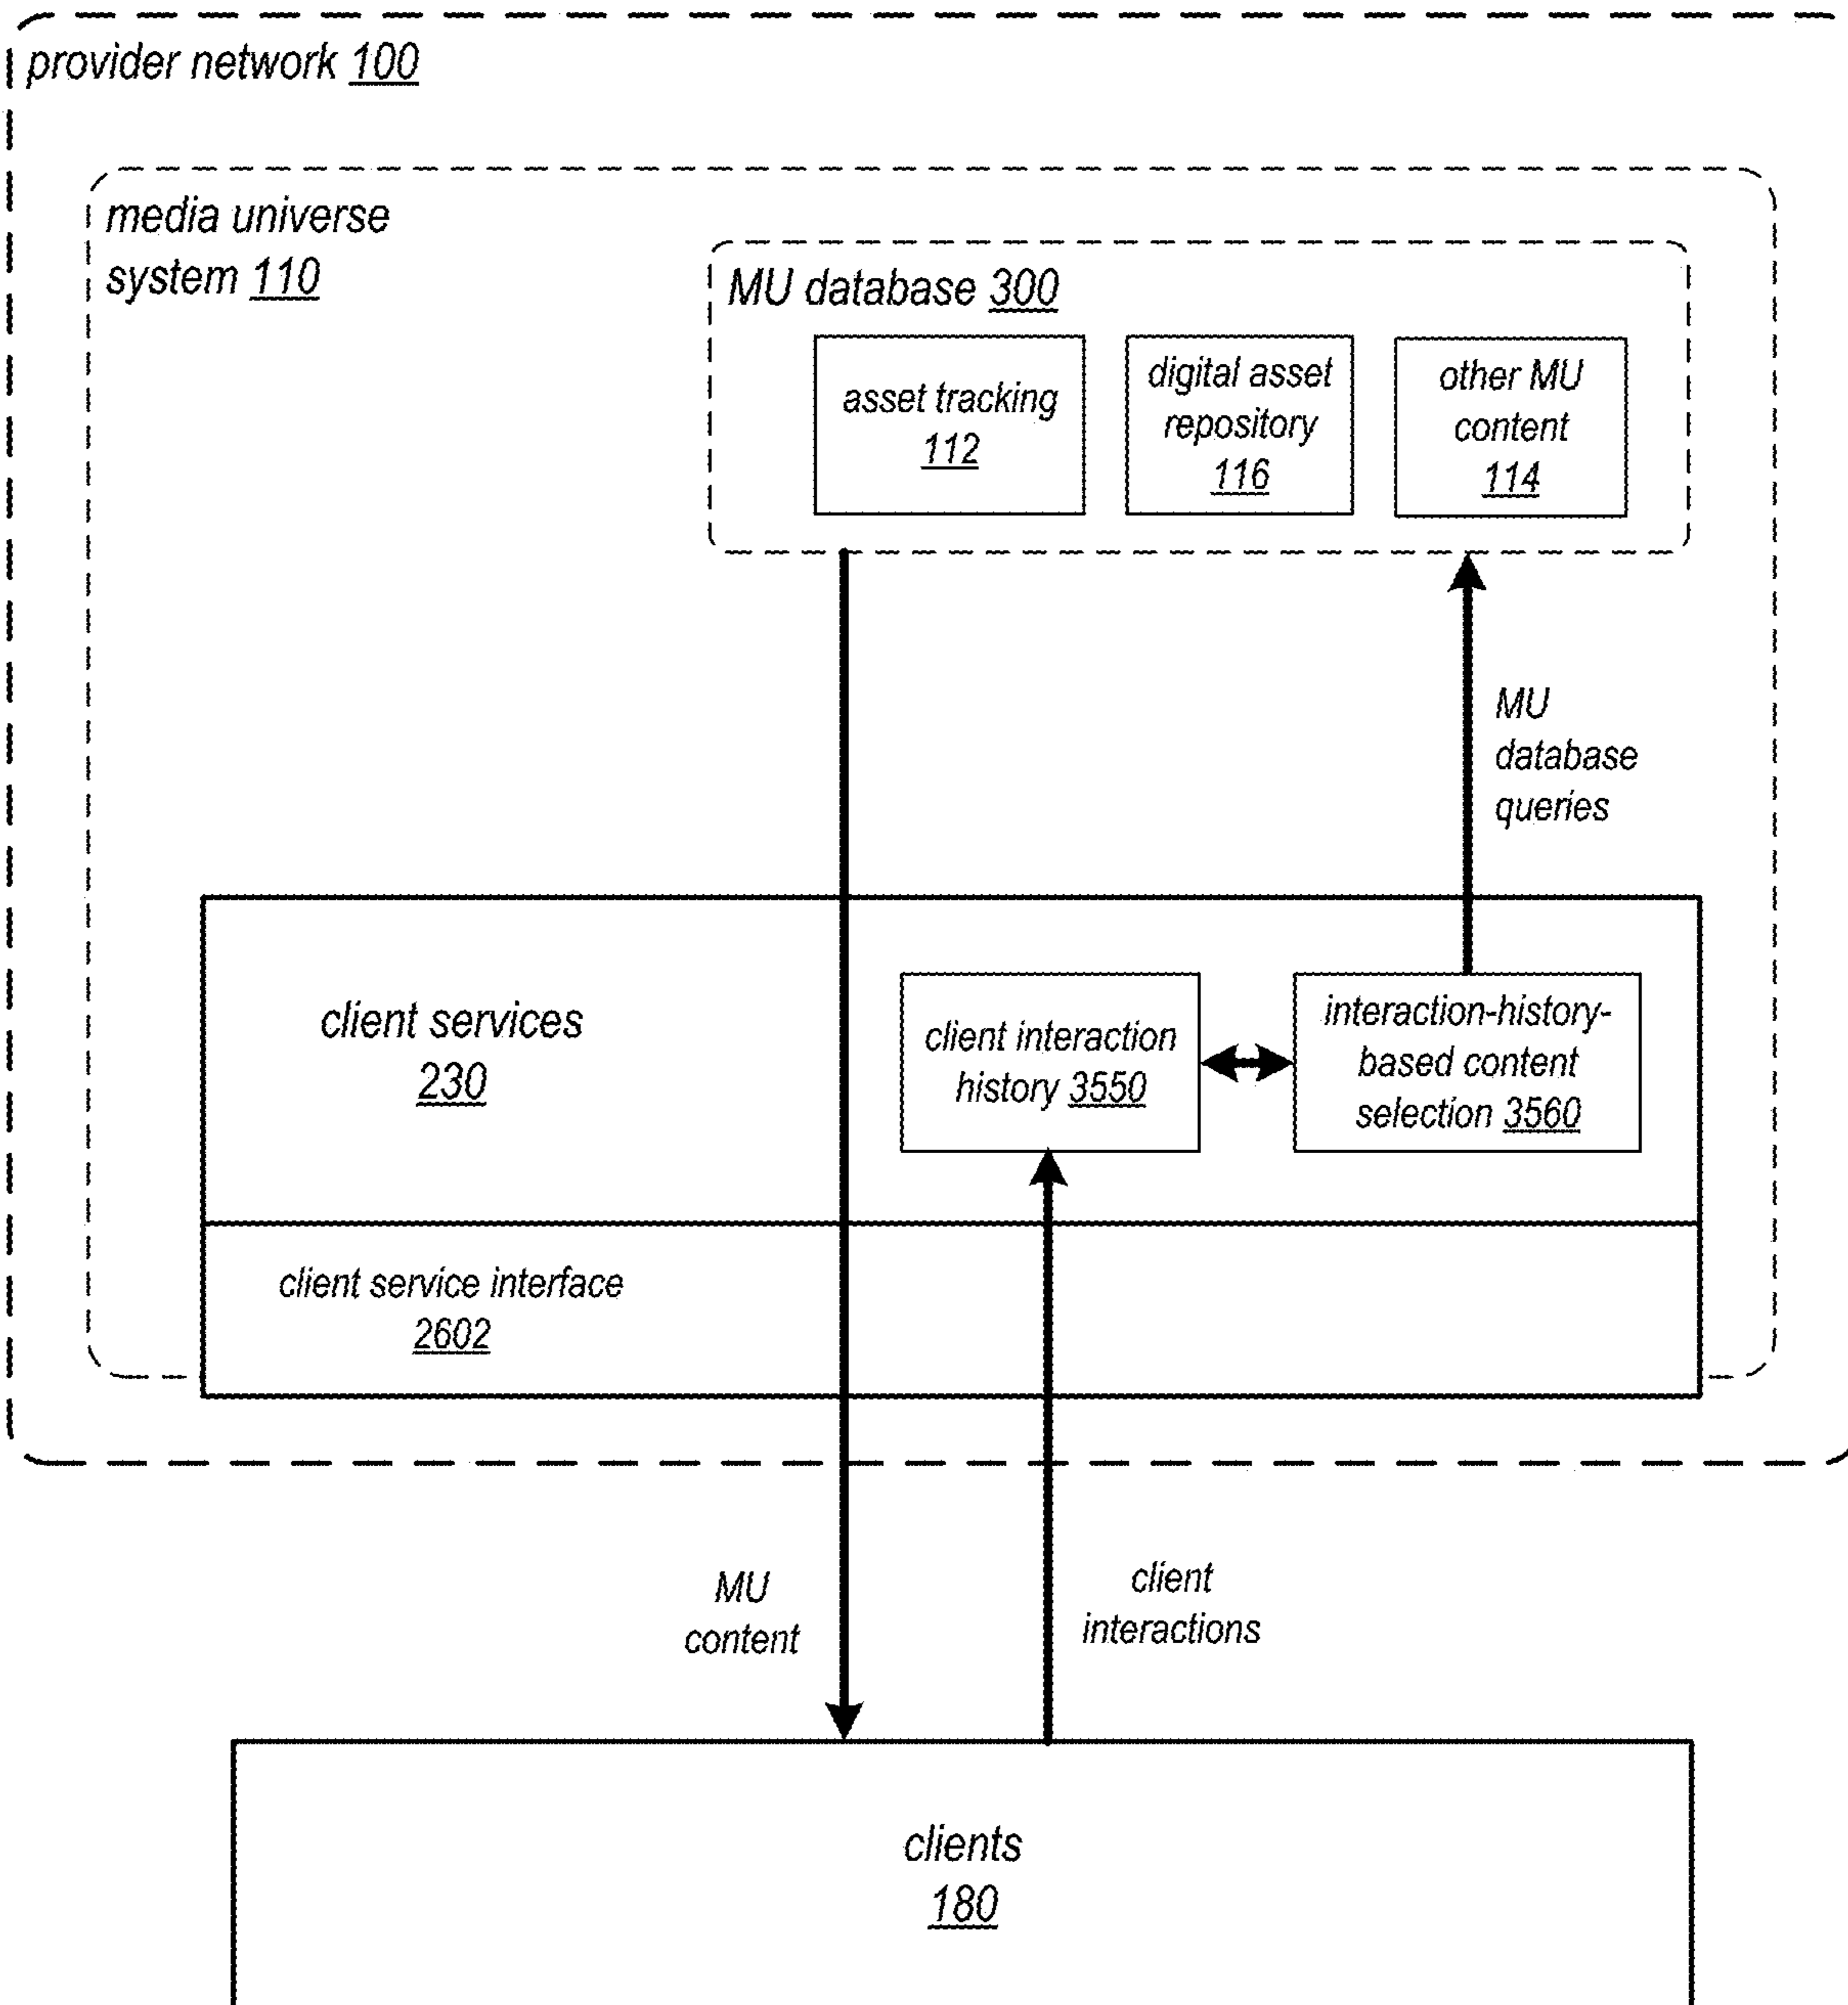 provider network 100
media universe
system 110
MU database 300
asset tracking
112
digital asset
repository
116
other MU
content
114
MU
database
queries
client services
230
client interaction
history 3550
interaction-history-
based content
selection 3560
client service interface
2602
MU
content
client
interactions
clients
180